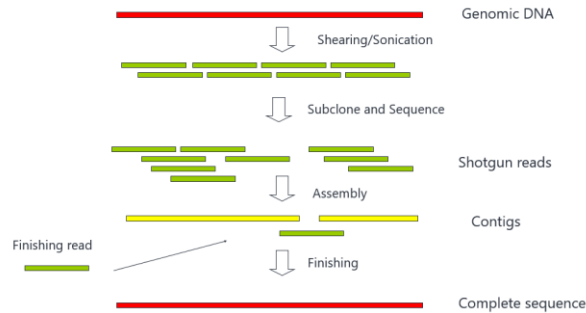 Genomic DNA
Shearing/Sonication
Subclone and Sequence
Shotgun reads
Assembly
Contigs
Finishing read
Finishing
Complete sequence